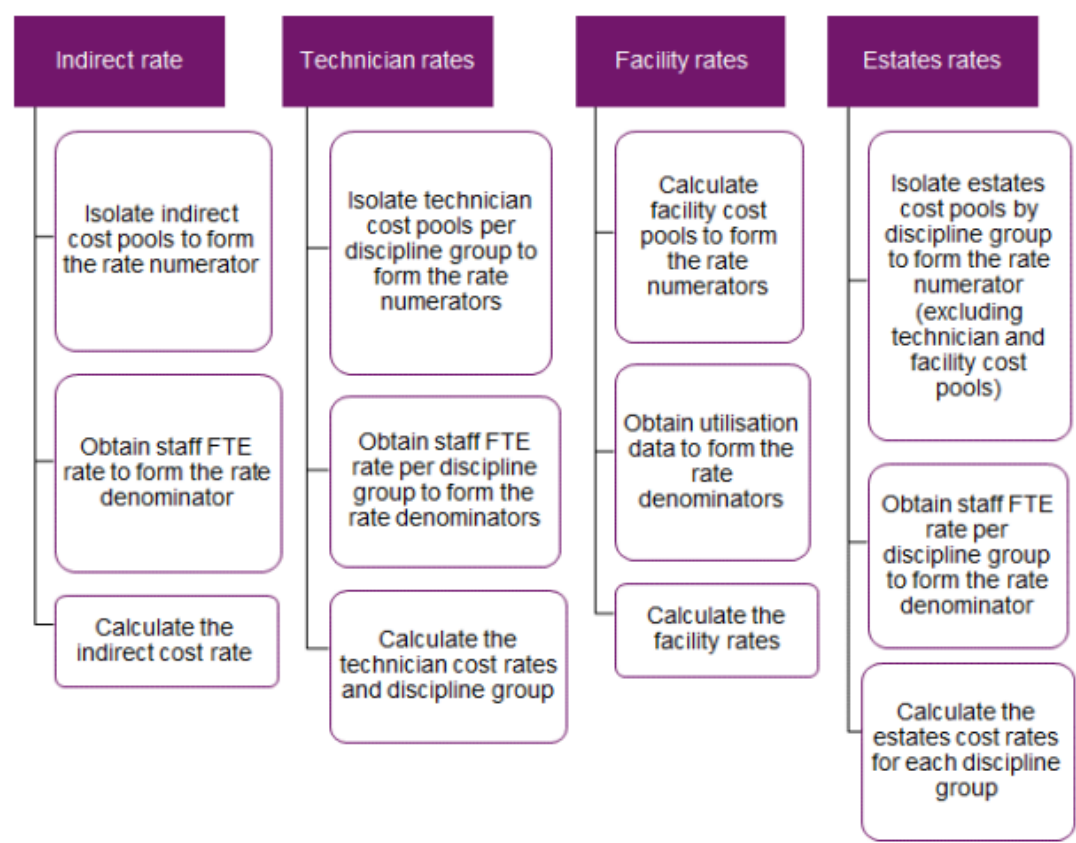 Indirect rate
Isolate indirect
cost pools to form
the rate numerator
Obtain staff FTE
rate to form the rate
denominator
Calculate the
indirect cost rate
Technician rates
Isolate technician
cost pools per
discipline group to
form the rate
numerators
Obtain staff FTE
rate per discipline
group to form the
rate denominators
Calculate the
technician cost rates
and discipline group
Facility rates
Calculate
facility cost
pools to form
the rate
numerators
Obtain utilisation
data to form the
rate
denominators
Calculate the
facility rates
Estates rates
Isolate estates
cost pools by
discipline group
to form the rate
numerator
(excluding
technician and
facility cost
pools)
Obtain staff FTE
rate per
discipline group
to form the rate
denominator
Calculate the
estates cost rates
for each discipline
group